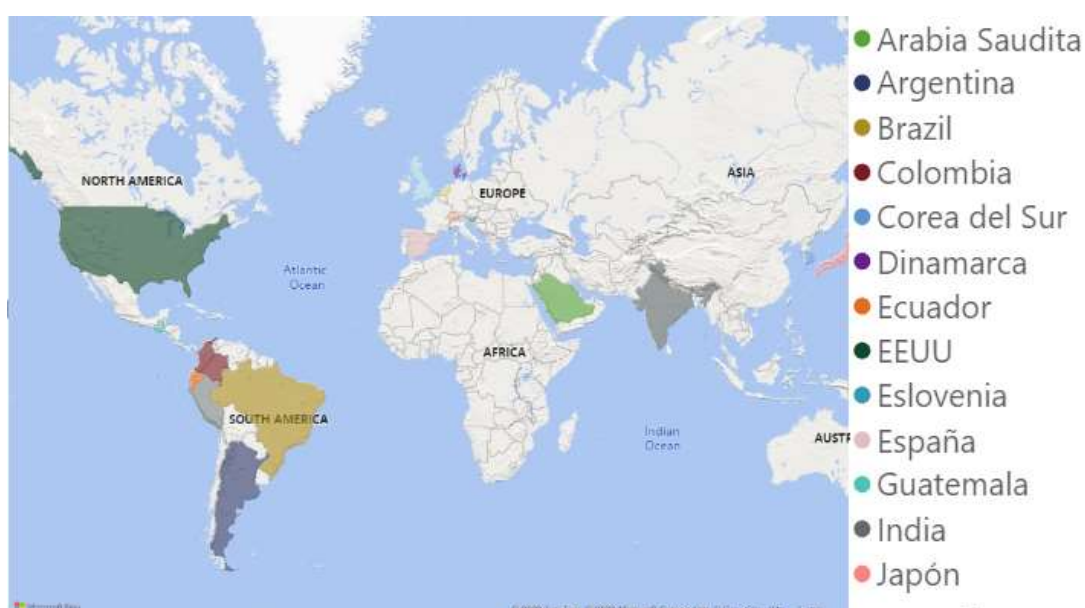 NORTH AMERICA
EUROPE
ASIA
Atlantic
Ocean
AFRICA
SOUTH AMERICA
Indian
Ocean
AUSTR
Arabia Saudita
Argentina
Brazil
Colombia
Corea del Sur
Dinamarca
Ecuador
EEUU
Eslovenia
España
Guatemala
India
Japón